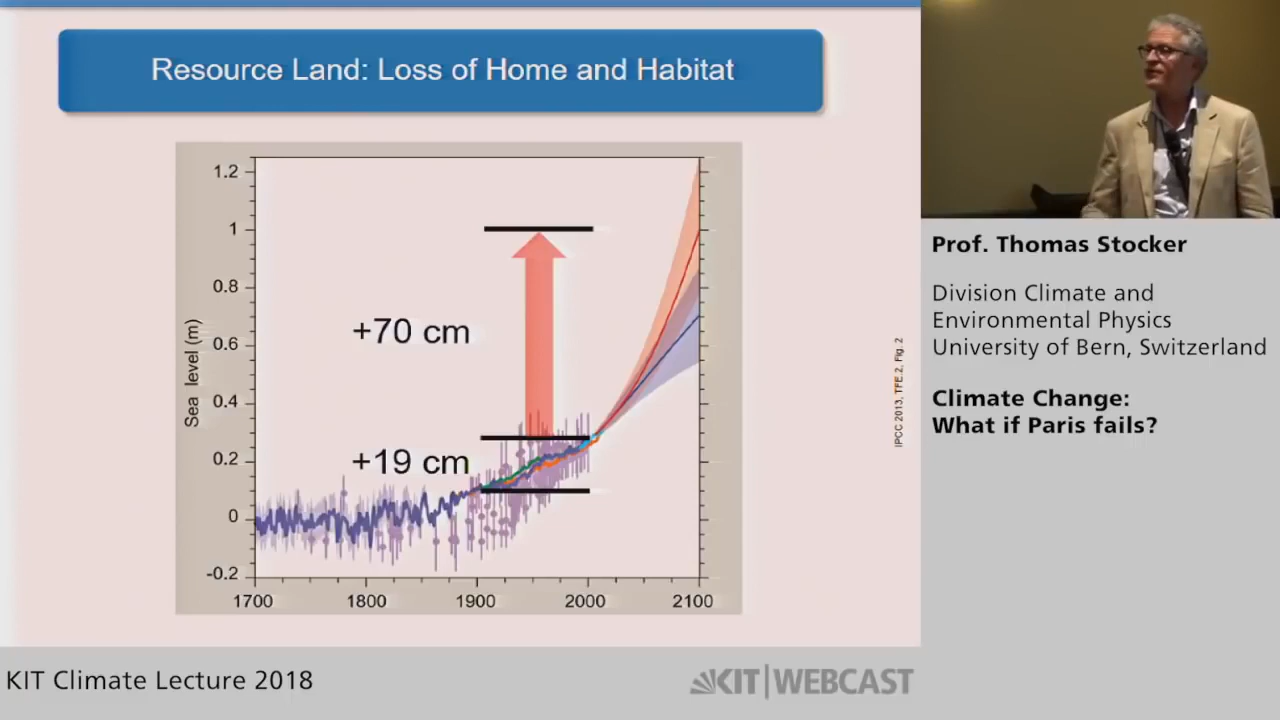 Resource Land: Loss of Home and Habitat
1.2
1
0.8
0.6
0.4
0.2
0
-0.2
Sea level (m)
+70 cm
+19 cm
1700 1800 1900 2000 2100
IPCC 2013, TFE.2, Fig. 2
Prof. Thomas Stocker
Division Climate and
Environmental Physics
University of Bern, Switzerland
Climate Change:
What if Paris fails?
KIT Climate Lecture 2018
KIT | WEBCAST